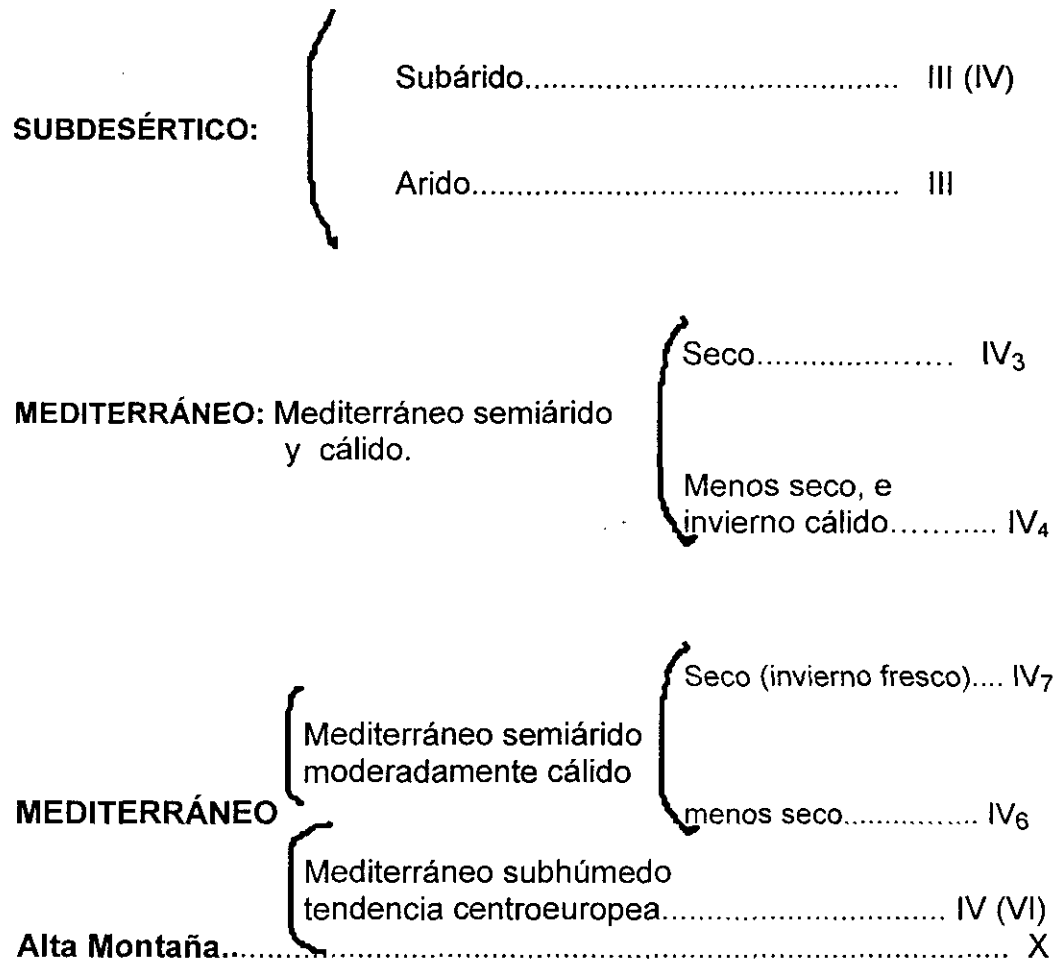 Subárido........................................ III (IV)
SUBDESÉRTICO:
Arido.............................................. III
Seco..................... IV₃
MEDITERRÁNEO: Mediterráneo semiárido
y cálido.
Menos seco, e
invierno cálido........... IV₄
Seco (invierno fresco).... IV₇
Mediterráneo semiárido
moderadamente cálido
MEDITERRÁNEO
menos seco................ IV₆
Mediterráneo subhúmedo
tendencia centroeuropea.............................. IV (VI)
Alta Montaña................................................................................... X